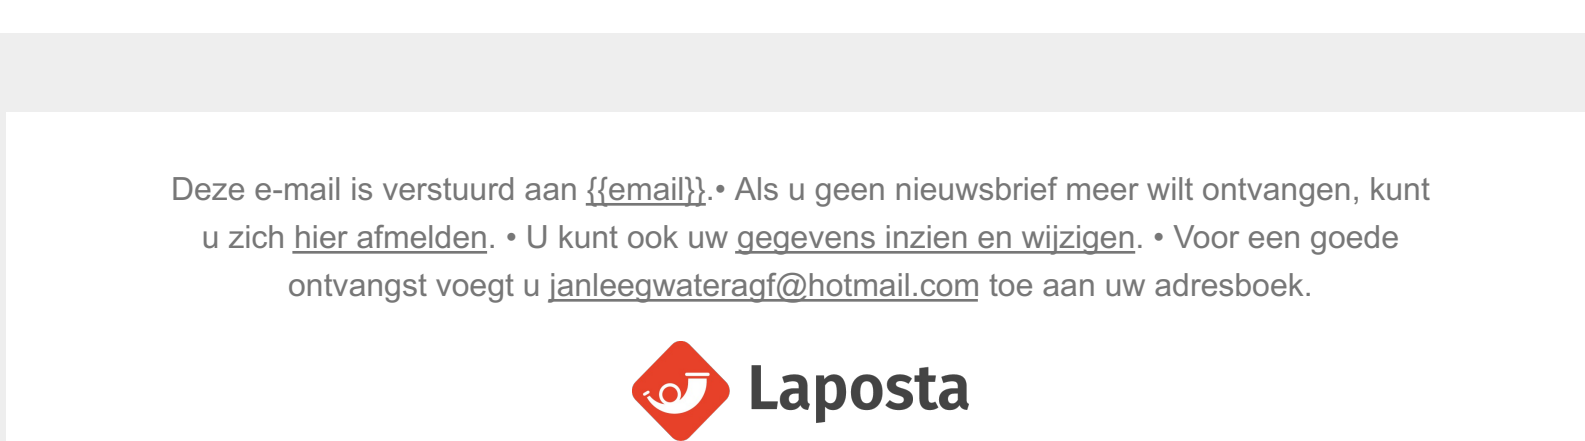 Deze e-mail is verstuurd aan {{email}}.• Als u geen nieuwsbrief meer wilt ontvangen, kunt
u zich hier afmelden. • U kunt ook uw gegevens inzien en wijzigen. • Voor een goede
ontvangst voegt u janleegwateragf@hotmail.com toe aan uw adresboek.
Laposta